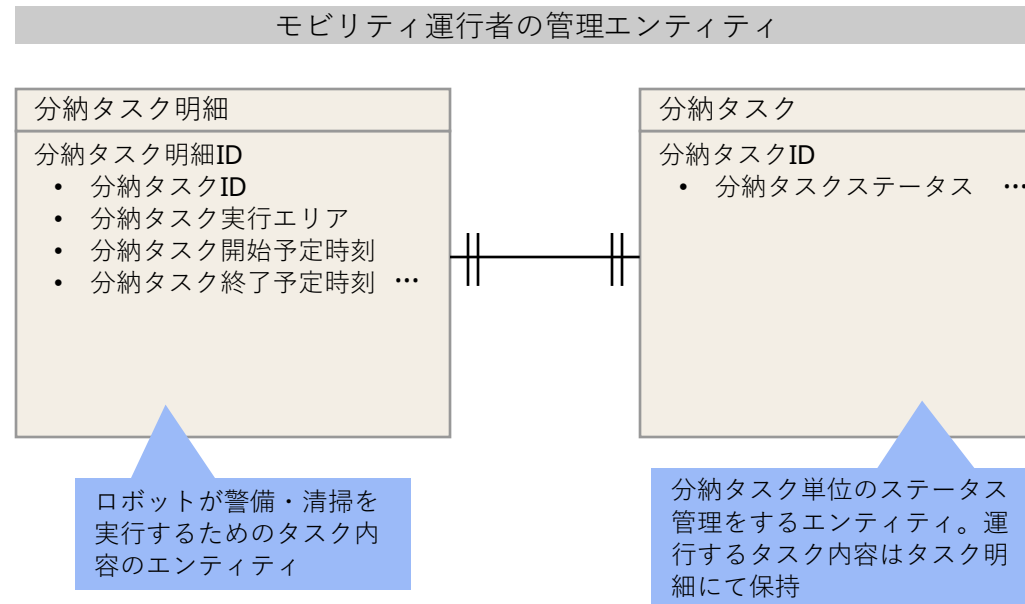 モビリティ運行者の管理エンティティ
分納タスク明細
分納タスク明細ID
• 分納タスクID
• 分納タスク実行エリア
• 分納タスク開始予定時刻
• 分納タスク終了予定時刻 …
ロボットが警備・清掃を
実行するためのタスク内
容のエンティティ
分納タスク
分納タスクID
• 分納タスクステータス …
分納タスク単位のステータス
管理をするエンティティ。運
行するタスク内容はタスク明
細にて保持